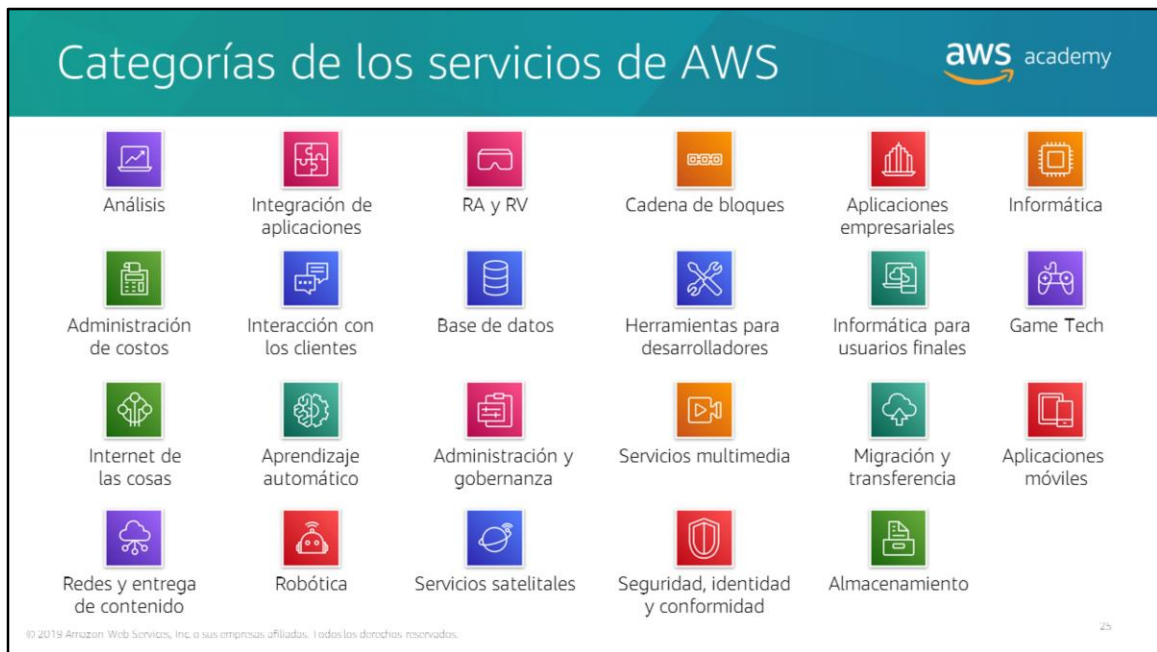 Categorías de los servicios de AWS
aws academy
Análisis
Integración de
aplicaciones
RA y RV
Cadena de bloques
Aplicaciones
empresariales
Informática
Administración
de costos
Interacción con
los clientes
Base de datos
Herramientas para
desarrolladores
Informática para
usuarios finales
Game Tech
Internet de
las cosas
Aprendizaje
automático
Administración y
gobernanza
Servicios multimedia
Migración y
transferencia
Aplicaciones
móviles
Redes y entrega
de contenido
Robótica
Servicios satelitales
Seguridad, identidad
y conformidad
Almacenamiento
© 2019 Amazon Web Services, Inc. o sus empresas afiliadas. Todos los derechos reservados.
25